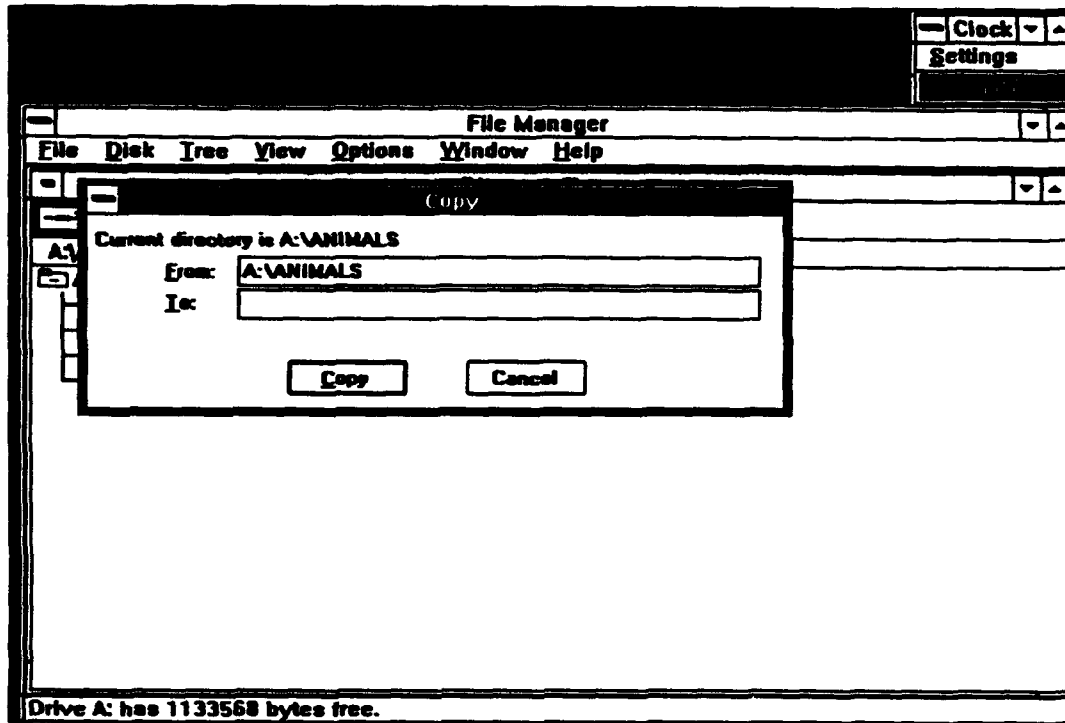 Clock
Settings
File Manager
File Disk Tree View Options Window Help
Copy
Current directory is A:\ANIMALS
From: A:\ANIMALS
To:
Copy Cancel
A:\
Drive A: has 1133568 bytes free.